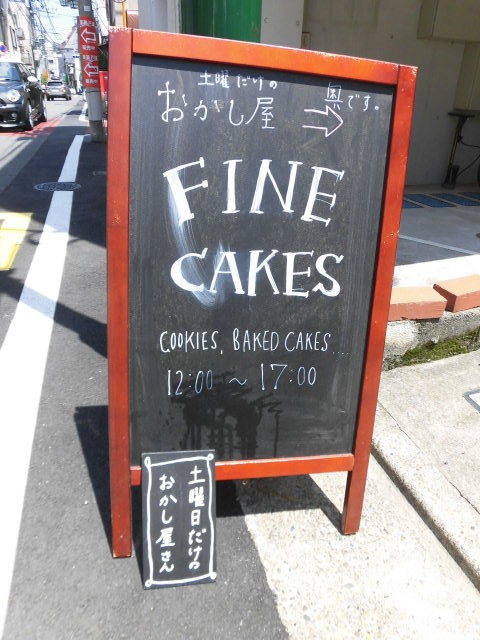 土曜だけの
おかし屋
奥です。
FINE
CAKES
COOKIES, BAKED CAKES...
12:00 ~ 17:00
土曜日だけの
おかし屋さん